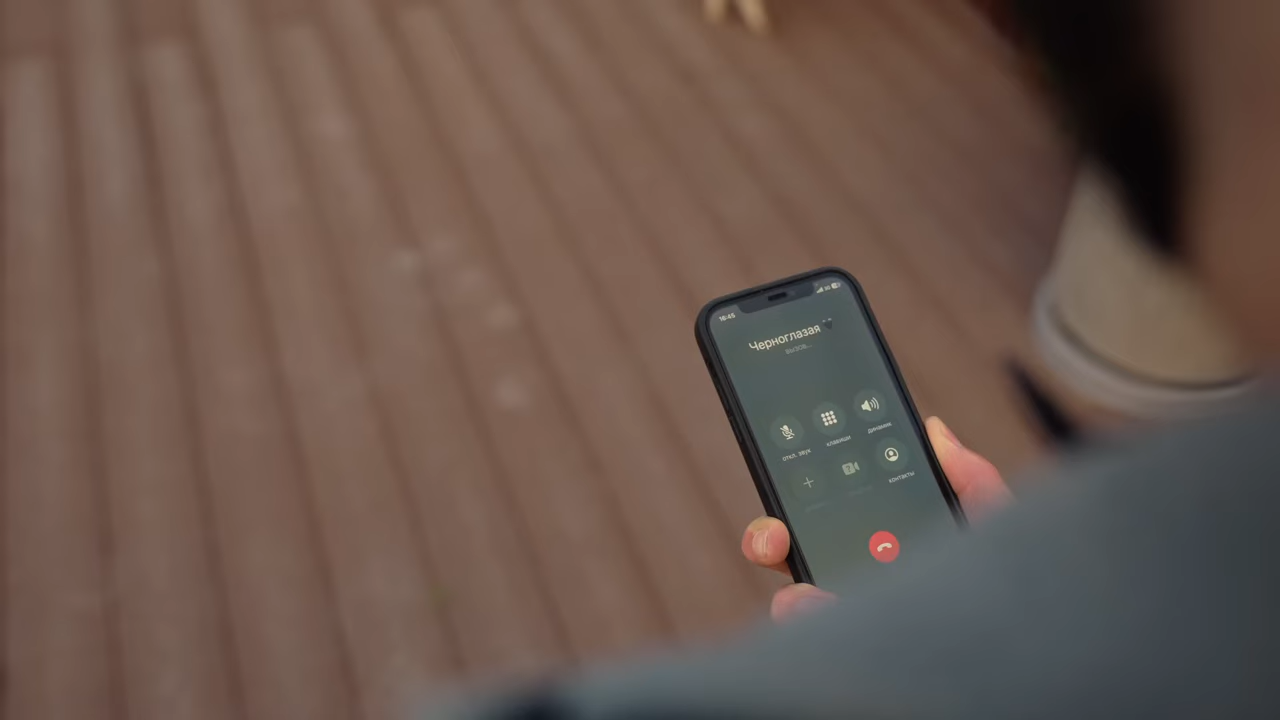 16:45
Черноглазая 🖤
вызов...
откл. звук
клавиши
динамик
контакты